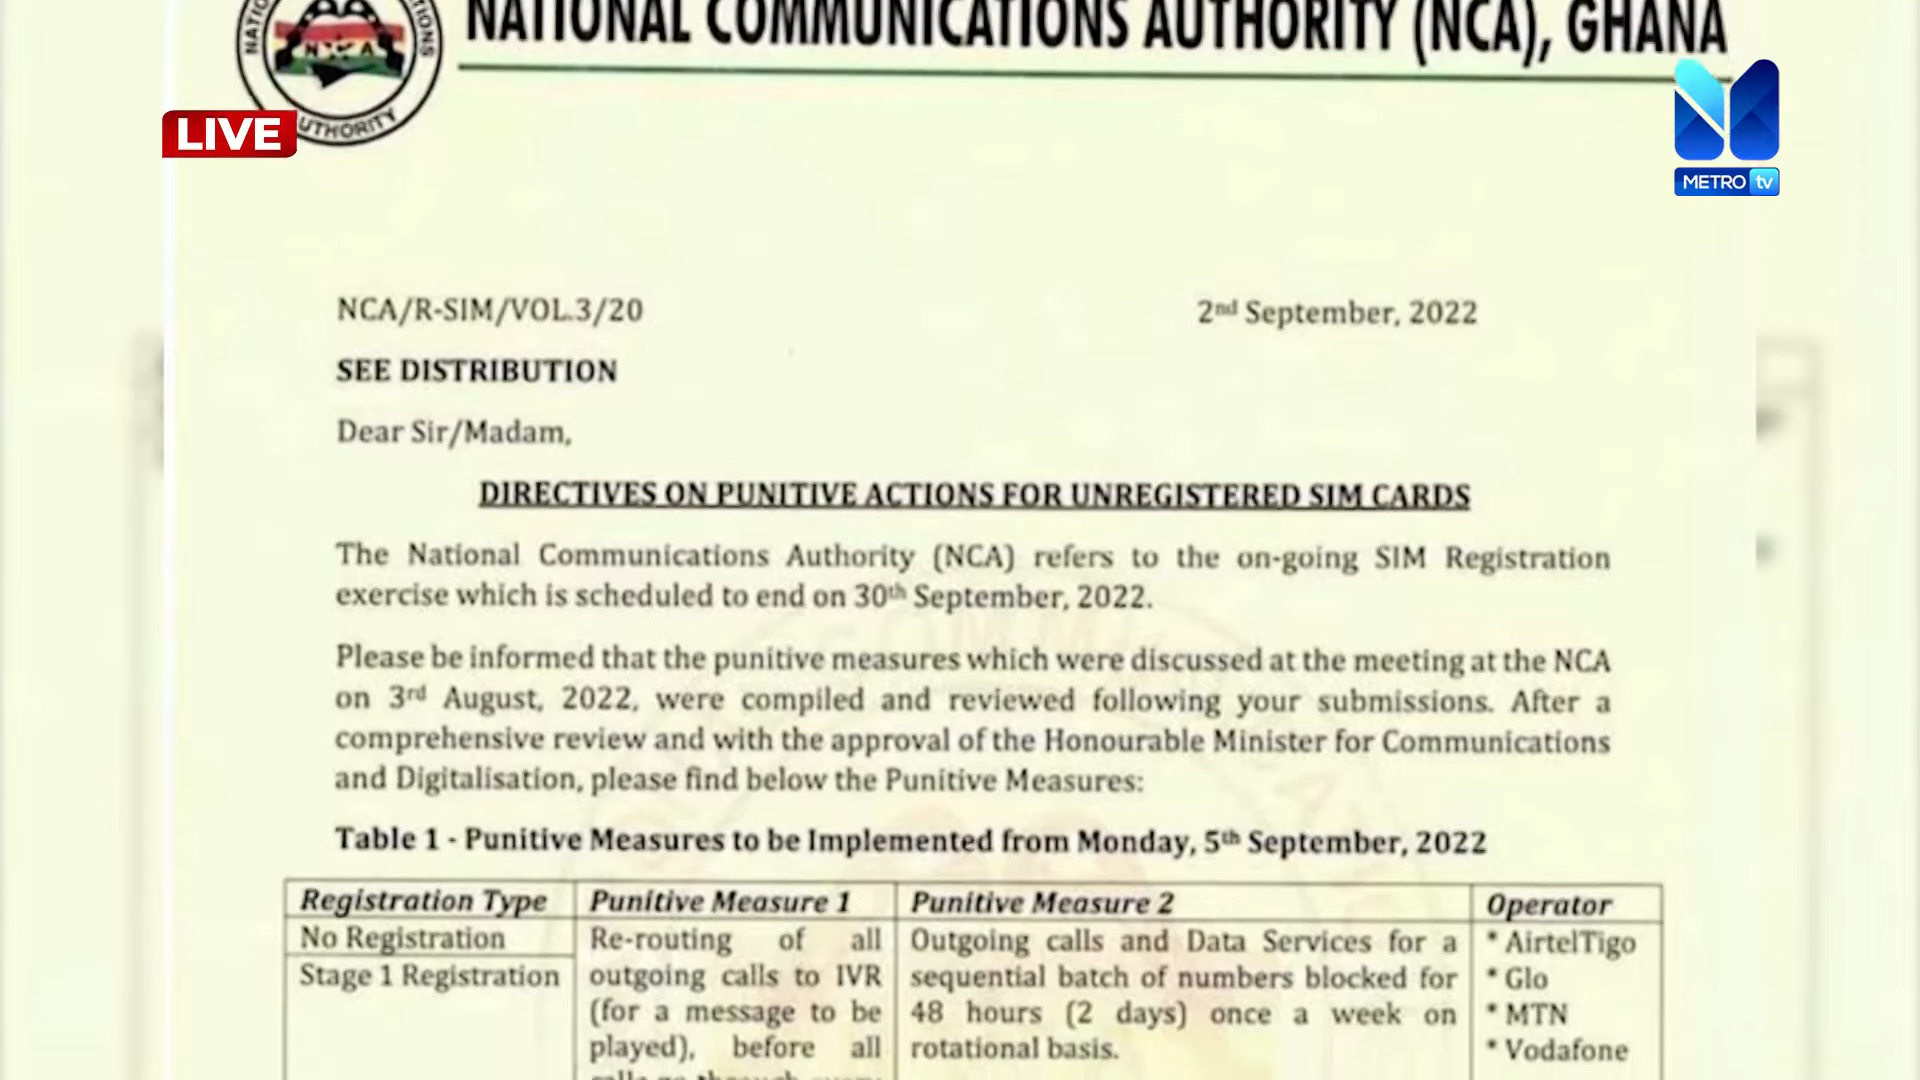 NATIONAL COMMUNICATIONS AUTHORITY (NCA), GHANA
NCA
AUTHORITY
LIVE
METRO tv
NCA/R-SIM/VOL.3/20
2nd September, 2022
SEE DISTRIBUTION
Dear Sir/Madam,
DIRECTIVES ON PUNITIVE ACTIONS FOR UNREGISTERED SIM CARDS
The National Communications Authority (NCA) refers to the on-going SIM Registration
exercise which is scheduled to end on 30th September, 2022.
Please be informed that the punitive measures which were discussed at the meeting at the NCA
on 3rd August, 2022, were compiled and reviewed following your submissions. After a
comprehensive review and with the approval of the Honourable Minister for Communications
and Digitalisation, please find below the Punitive Measures:
Table 1 - Punitive Measures to be Implemented from Monday, 5th September, 2022
Registration Type
Punitive Measure 1
Punitive Measure 2
Operator
No Registration
Stage 1 Registration
Re-routing of all
outgoing calls to IVR
(for a message to be
played), before all
Outgoing calls and Data Services for a
sequential batch of numbers blocked for
48 hours (2 days) once a week on
rotational basis.
* AirtelTigo
* Glo
* MTN
* Vodafone